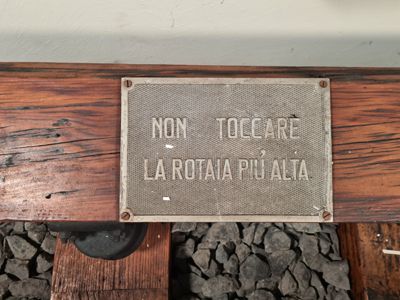 NON TOCCARE
LA ROTAIA PIÙ ALTA